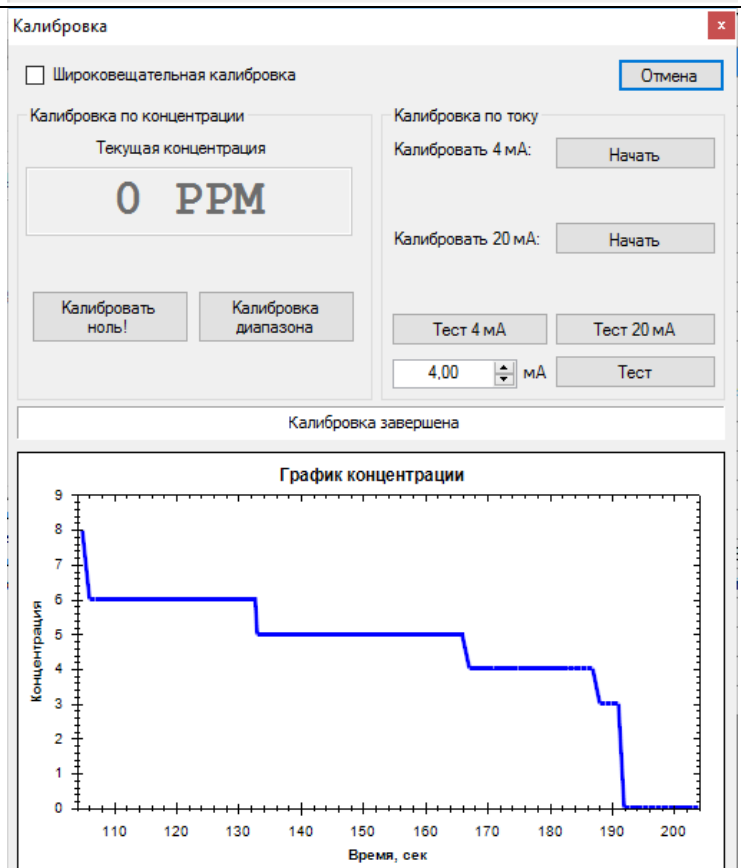 Калибровка
x
Широковещательная калибровка
Отмена
Калибровка по концентрации
Текущая концентрация
0 PPM
Калибровать
ноль!
Калибровка
диапазона
Калибровка по току
Калибровать 4 мА:
Начать
Калибровать 20 мА:
Начать
Тест 4 мА
Тест 20 мА
4,00
мА
Тест
Калибровка завершена
График концентрации
Концентрация
9
8
7
6
5
4
3
2
1
0
110 120 130 140 150 160 170 180 190 200
Время, сек